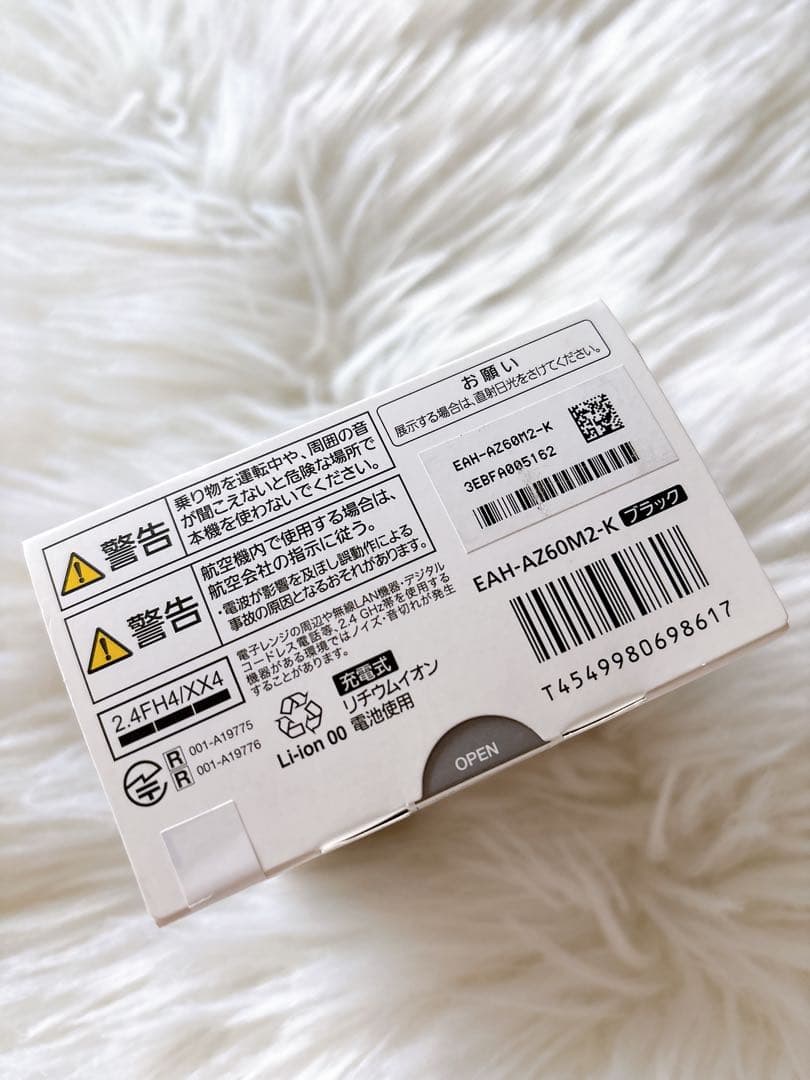 お願い
展示する場合は、直射日光をさけてください。
EAH-AZ60M2-K
3EBFA005162
EAH-AZ60M2-K ブラック
T4549980698617
警告
乗り物を運転中や、周囲の音
が聞こえないと危険な場所で
本機を使わないでください。
警告
航空機内で使用する場合は、
航空会社の指示に従う。
・電波が影響を及ぼし誤動作による
事故の原因となるおそれがあります。
2.4FH4/XX4
電子レンジの周辺や無線LAN機器・デジタル
コードレス電話等、2.4 GHz帯を使用する
機器がある環境ではノイズ・音切れが発生
することがあります。
R 001-A19775
R 001-A19776
Li-ion 00
充電式
リチウムイオン
電池使用
OPEN